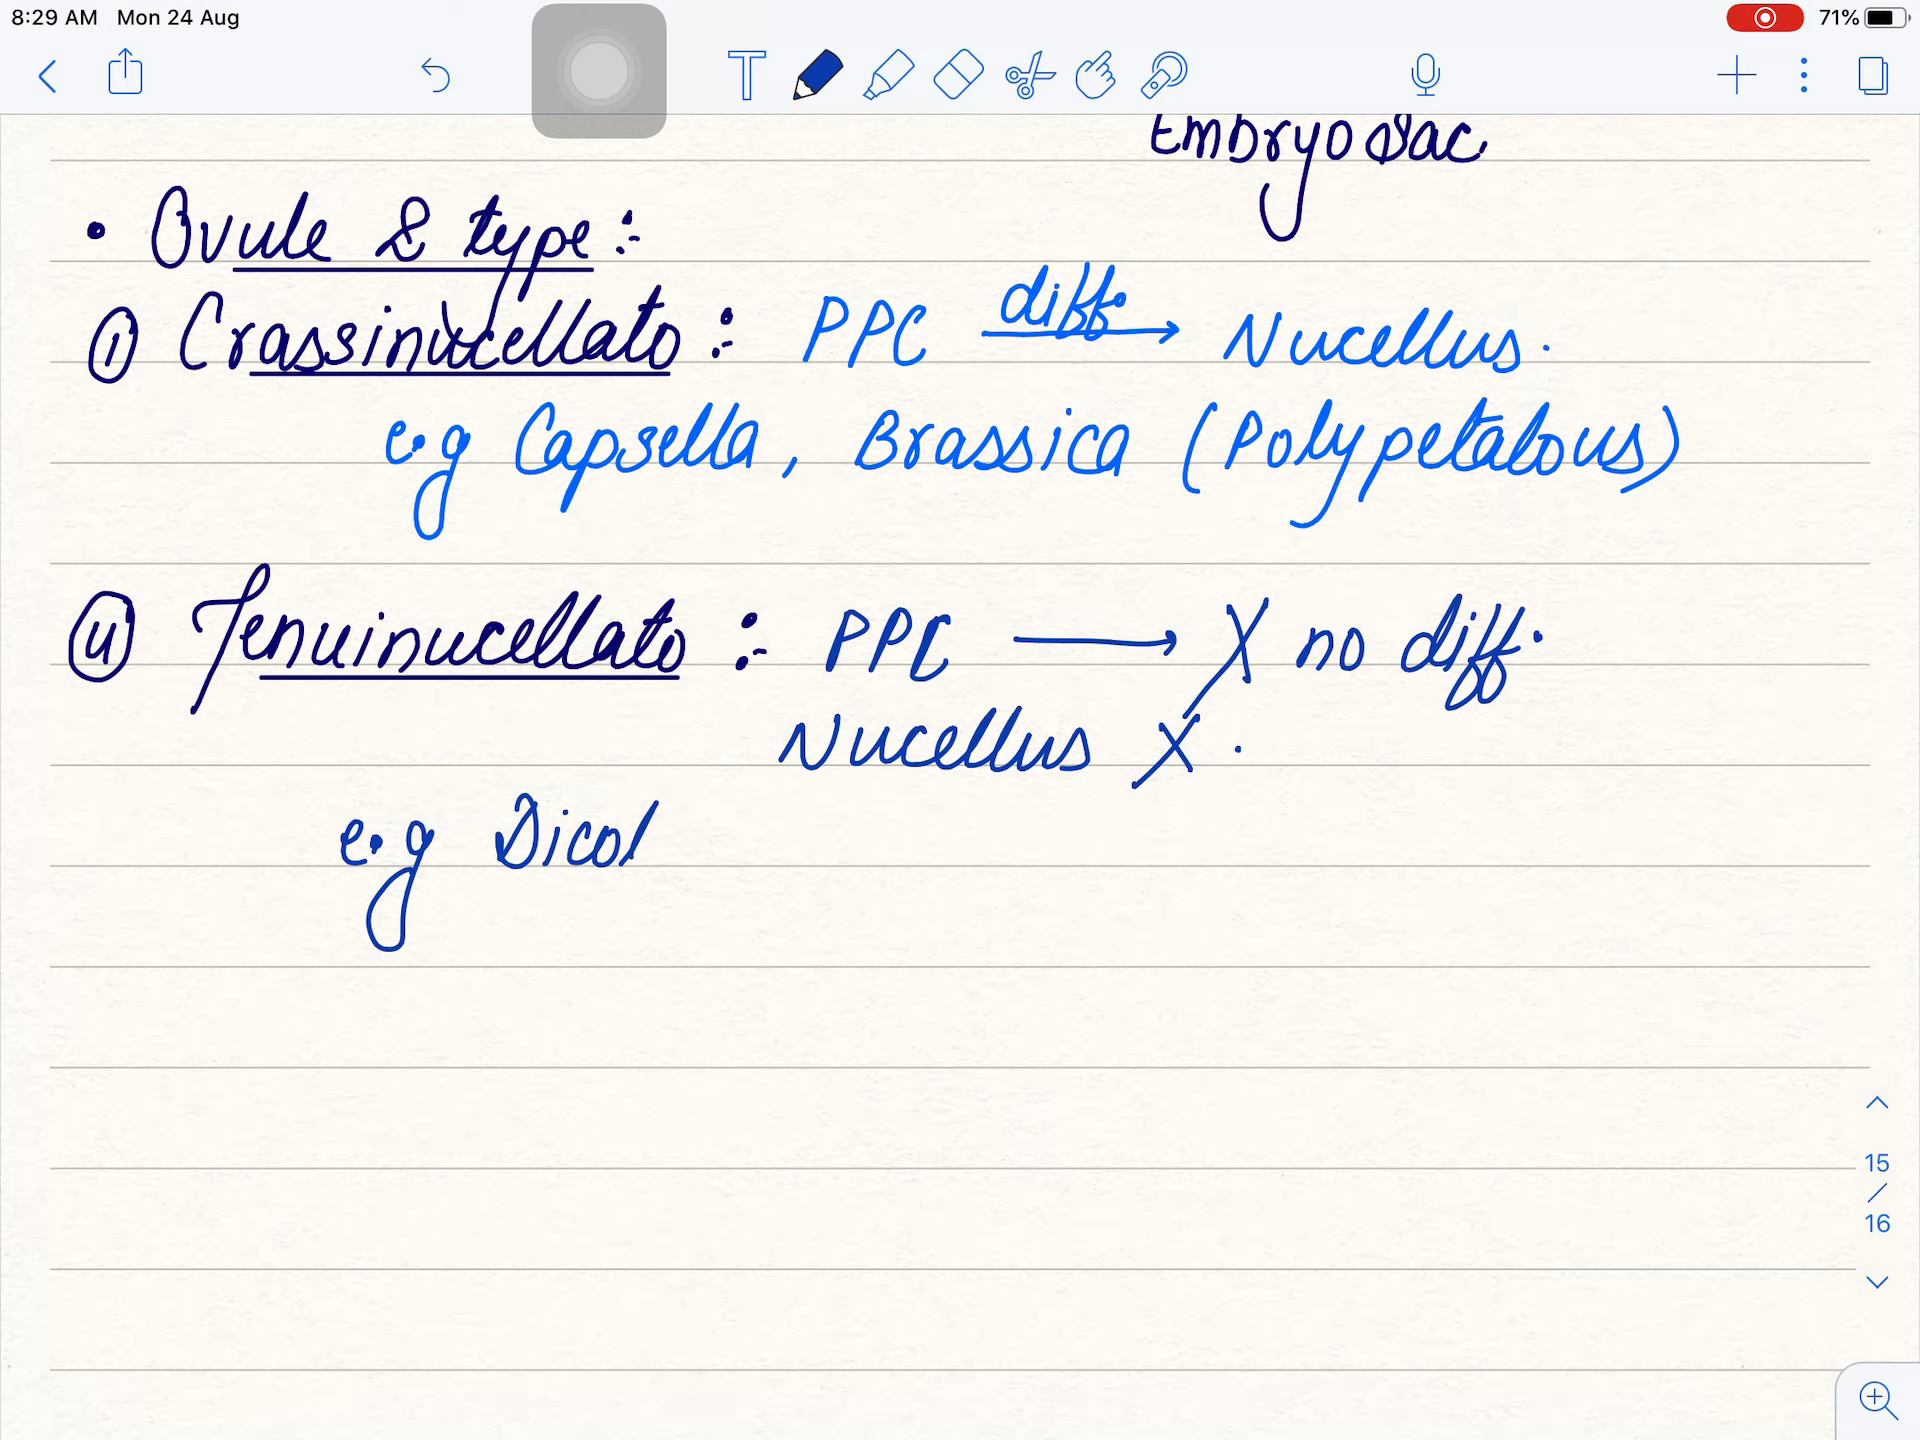 8:29 AM Mon 24 Aug
71%
T
Embryo Sac
• Ovule & type :-
① Crassinucellate :- PPC diff. → Nucellus.
e.g Capsella, Brassica (Polypetalous)
② Tenuinucellate :- PPC → X no diff.
Nucellus X.
e.g Dicot
15
/
16